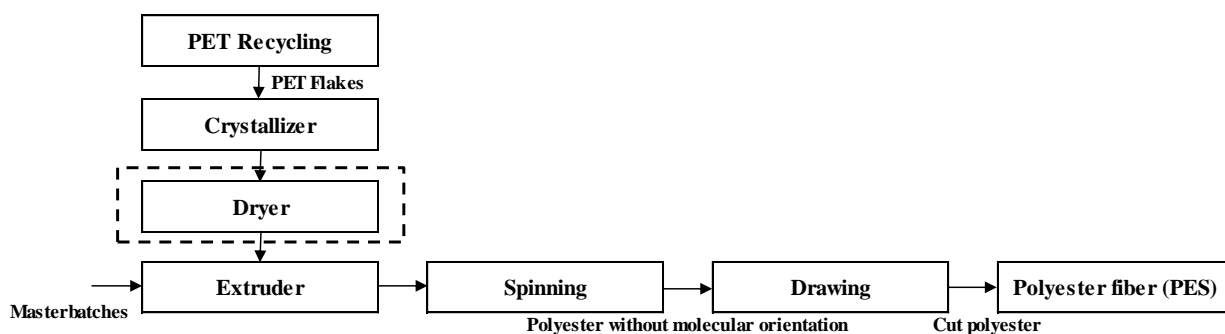 PET Recycling
PET Flakes
Crystallizer
Dryer
Extruder
Spinning
Drawing
Polyester fiber (PES)
Masterbatches
Polyester without molecular orientation
Cut polyester